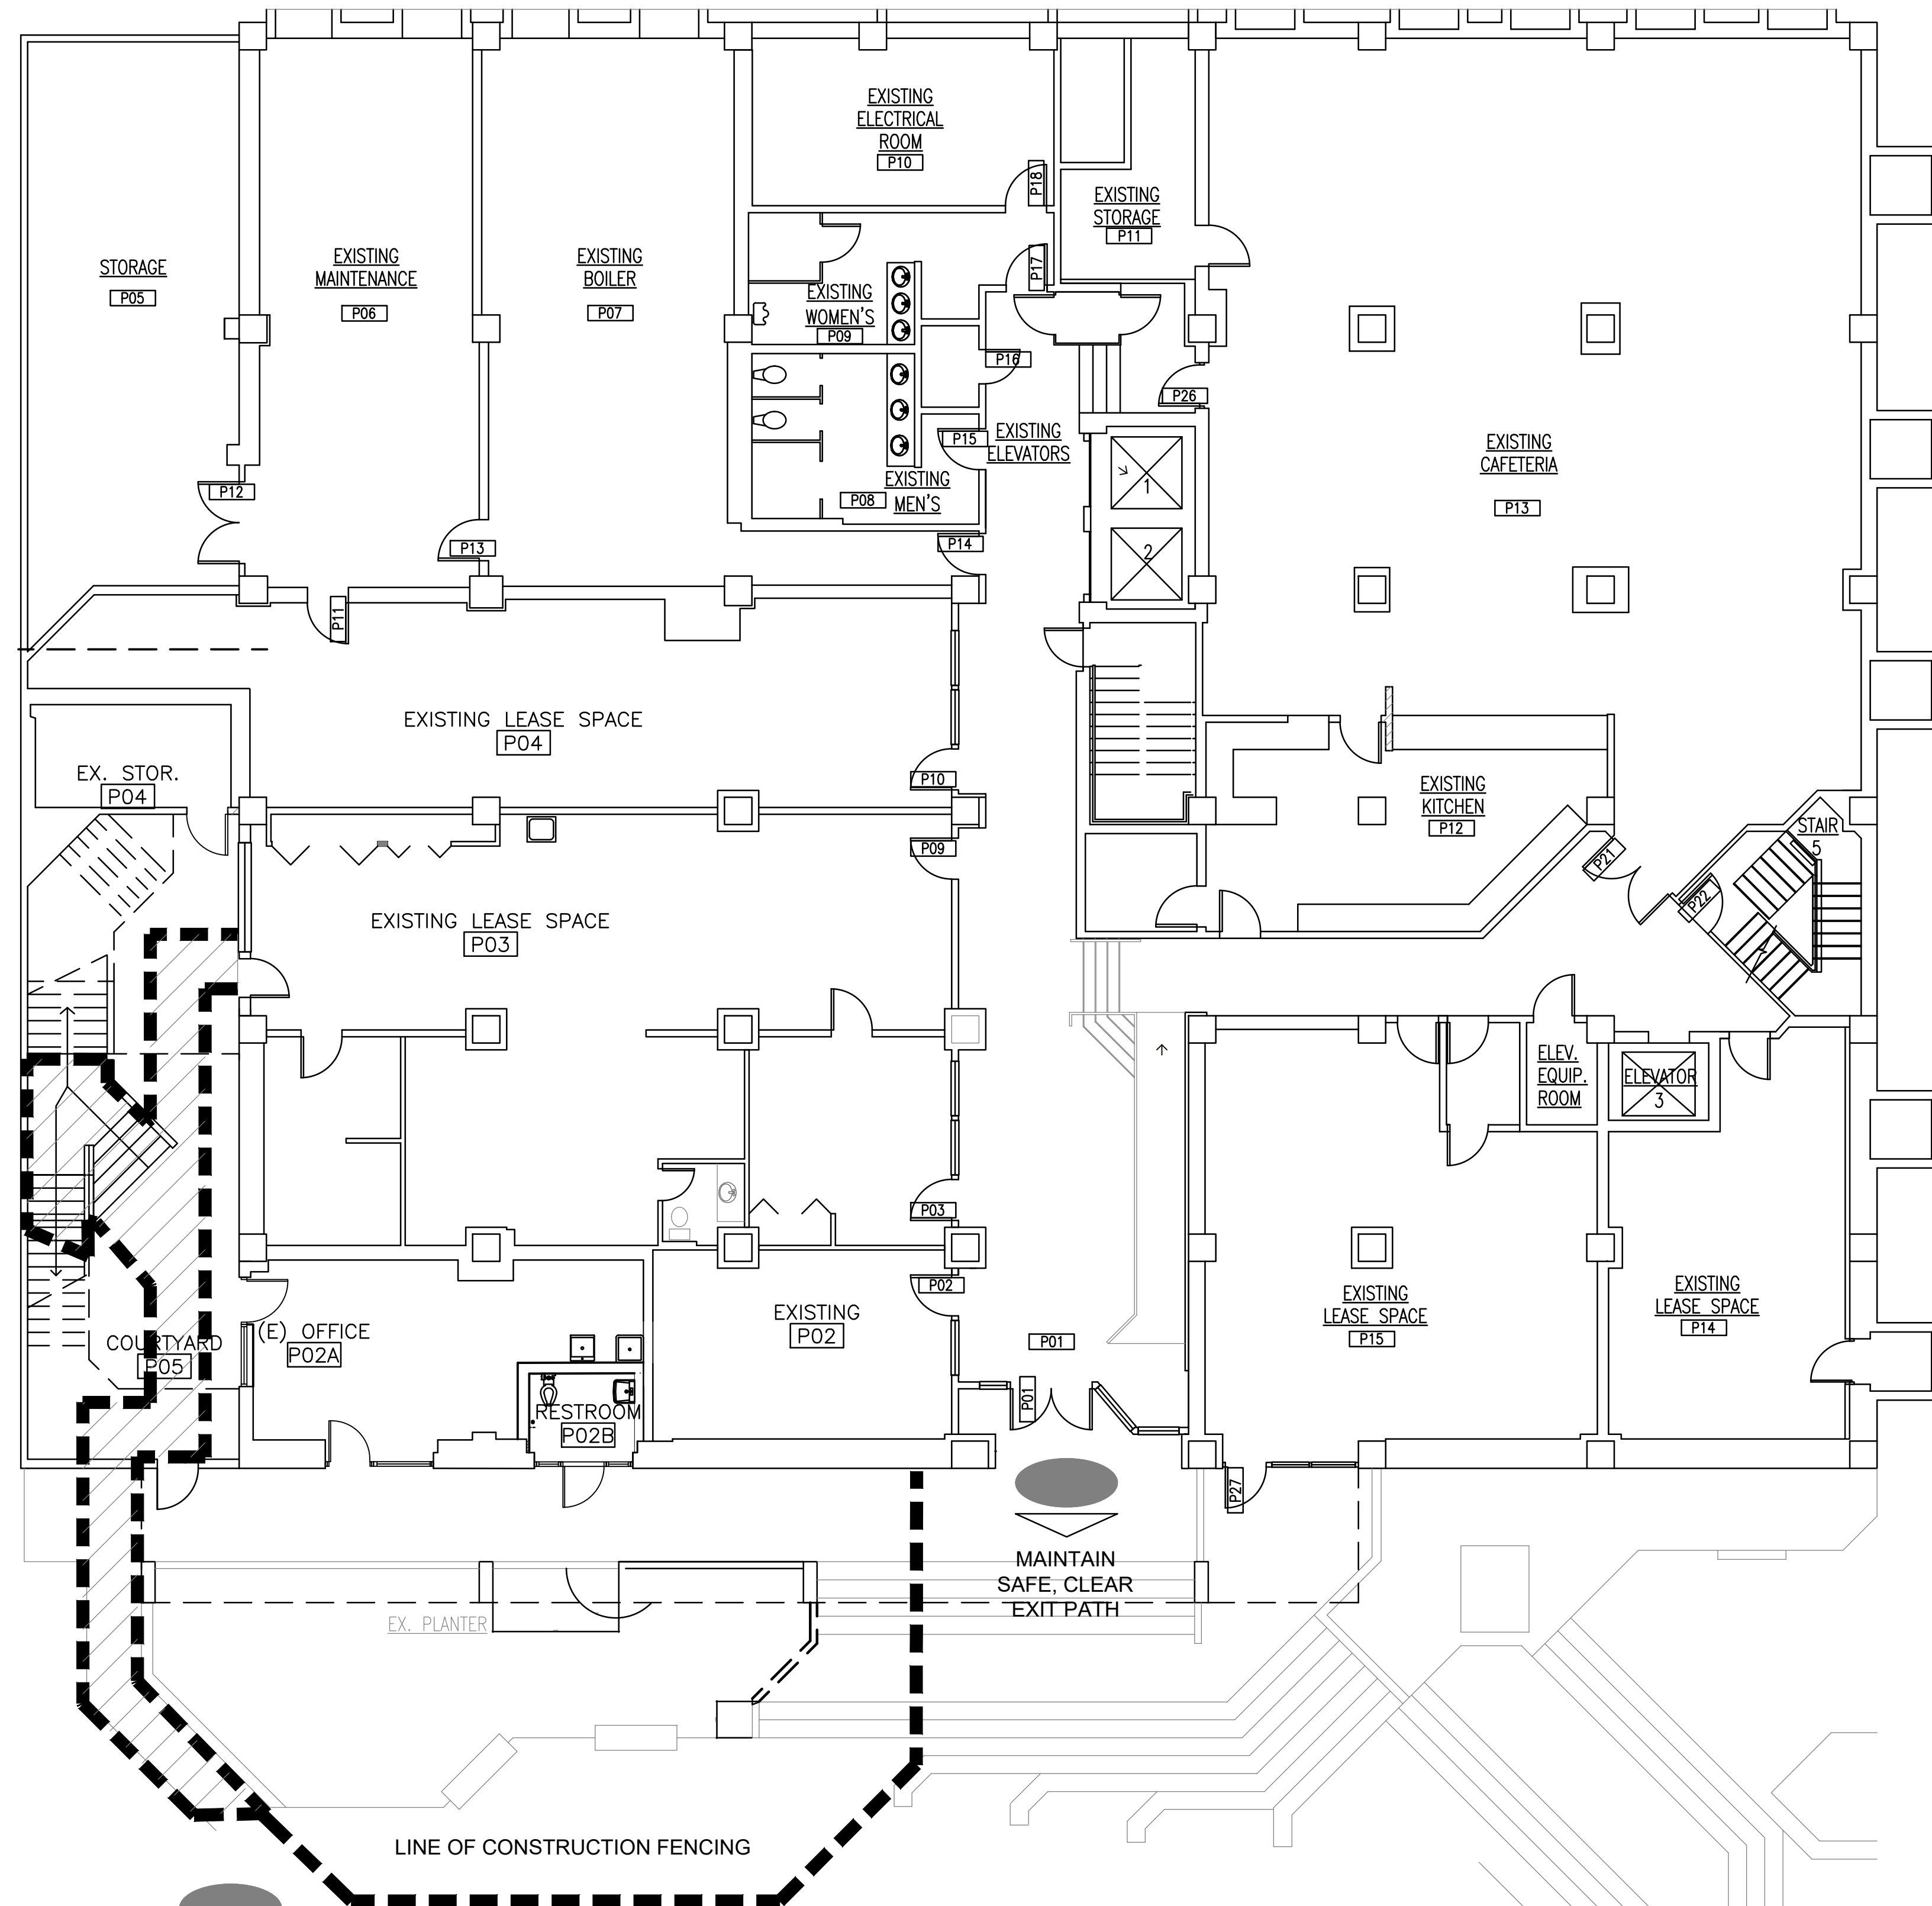 EXISTING
ELECTRICAL
ROOM
P10
P18
EXISTING
STORAGE
P11
STORAGE
P05
EXISTING
MAINTENANCE
P06
EXISTING
BOILER
P07
EXISTING
WOMEN'S
P09
P17
P16
P26
P15
EXISTING
ELEVATORS
1
2
EXISTING
CAFETERIA
P13
P08
EXISTING
MEN'S
P12
P13
P14
P11
EXISTING LEASE SPACE
P04
EX. STOR.
P04
P10
P09
EXISTING
KITCHEN
P12
STAIR
5
P21
P22
EXISTING LEASE SPACE
P03
ELEV.
EQUIP.
ROOM
ELEVATOR
3
P03
P02
EXISTING
P02
P01
P01
EXISTING
LEASE SPACE
P15
EXISTING
LEASE SPACE
P14
COURTYARD
P05
(E) OFFICE
P02A
RESTROOM
P02B
P27
MAINTAIN
SAFE, CLEAR
EXIT PATH
EX. PLANTER
LINE OF CONSTRUCTION FENCING